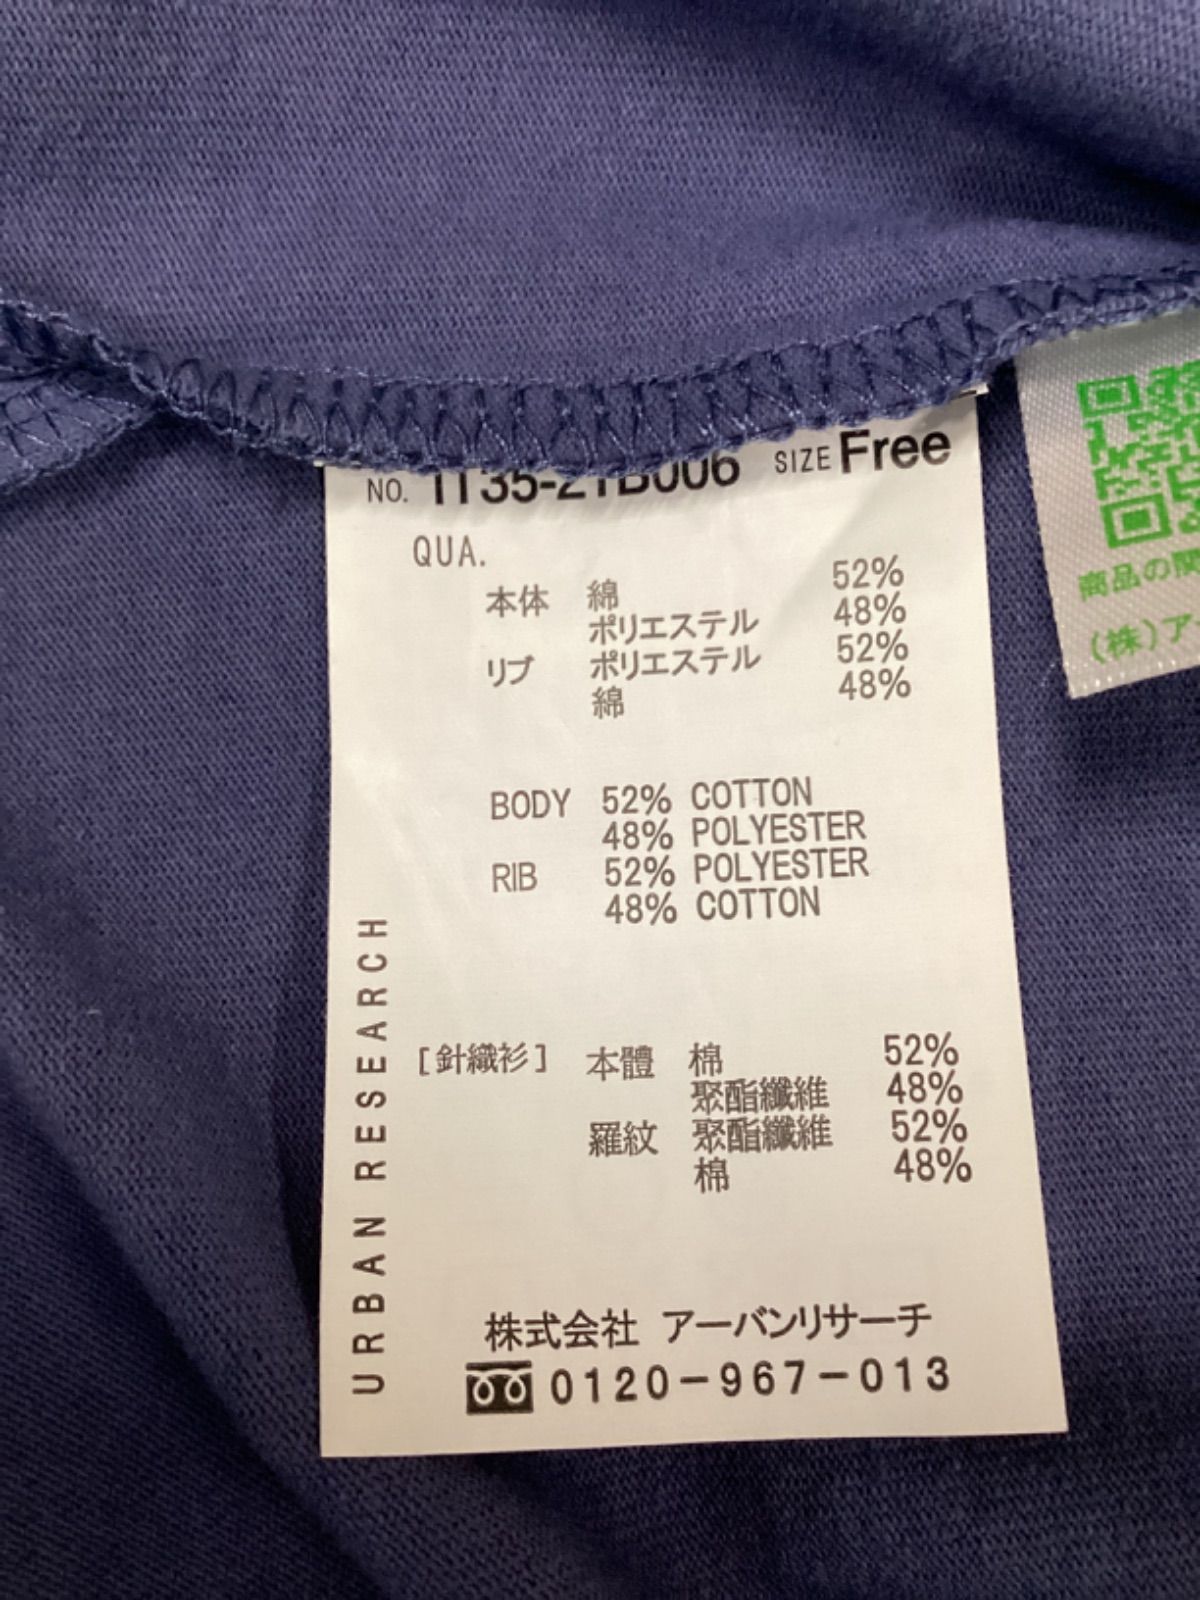 NO. IT35-21B006 SIZE Free
QUA.
本体 綿 52%
ポリエステル 48%
リブ ポリエステル 52%
綿 48%
BODY 52% COTTON
48% POLYESTER
RIB 52% POLYESTER
48% COTTON
[針織衫] 本體 棉 52%
聚酯纖維 48%
羅紋 聚酯纖維 52%
棉 48%
URBAN RESEARCH
株式会社 アーバンリサーチ
0120-967-013
商品の関
(株)ア